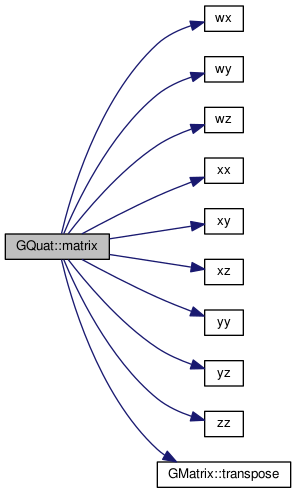 wx
wy
wz
xx
GQuat::matrix
xy
xz
yy
yz
zz
GMatrix::transpose